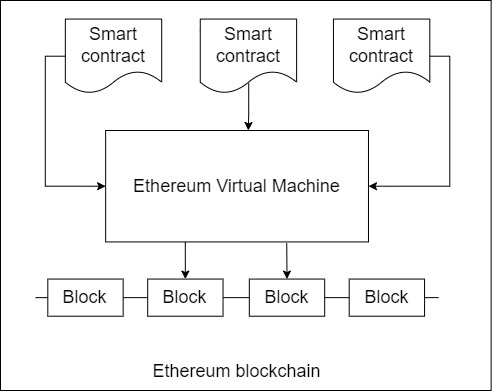 Smart
contract
Smart
contract
Smart
contract
Ethereum Virtual Machine
Block
Block
Block
Block
Ethereum blockchain